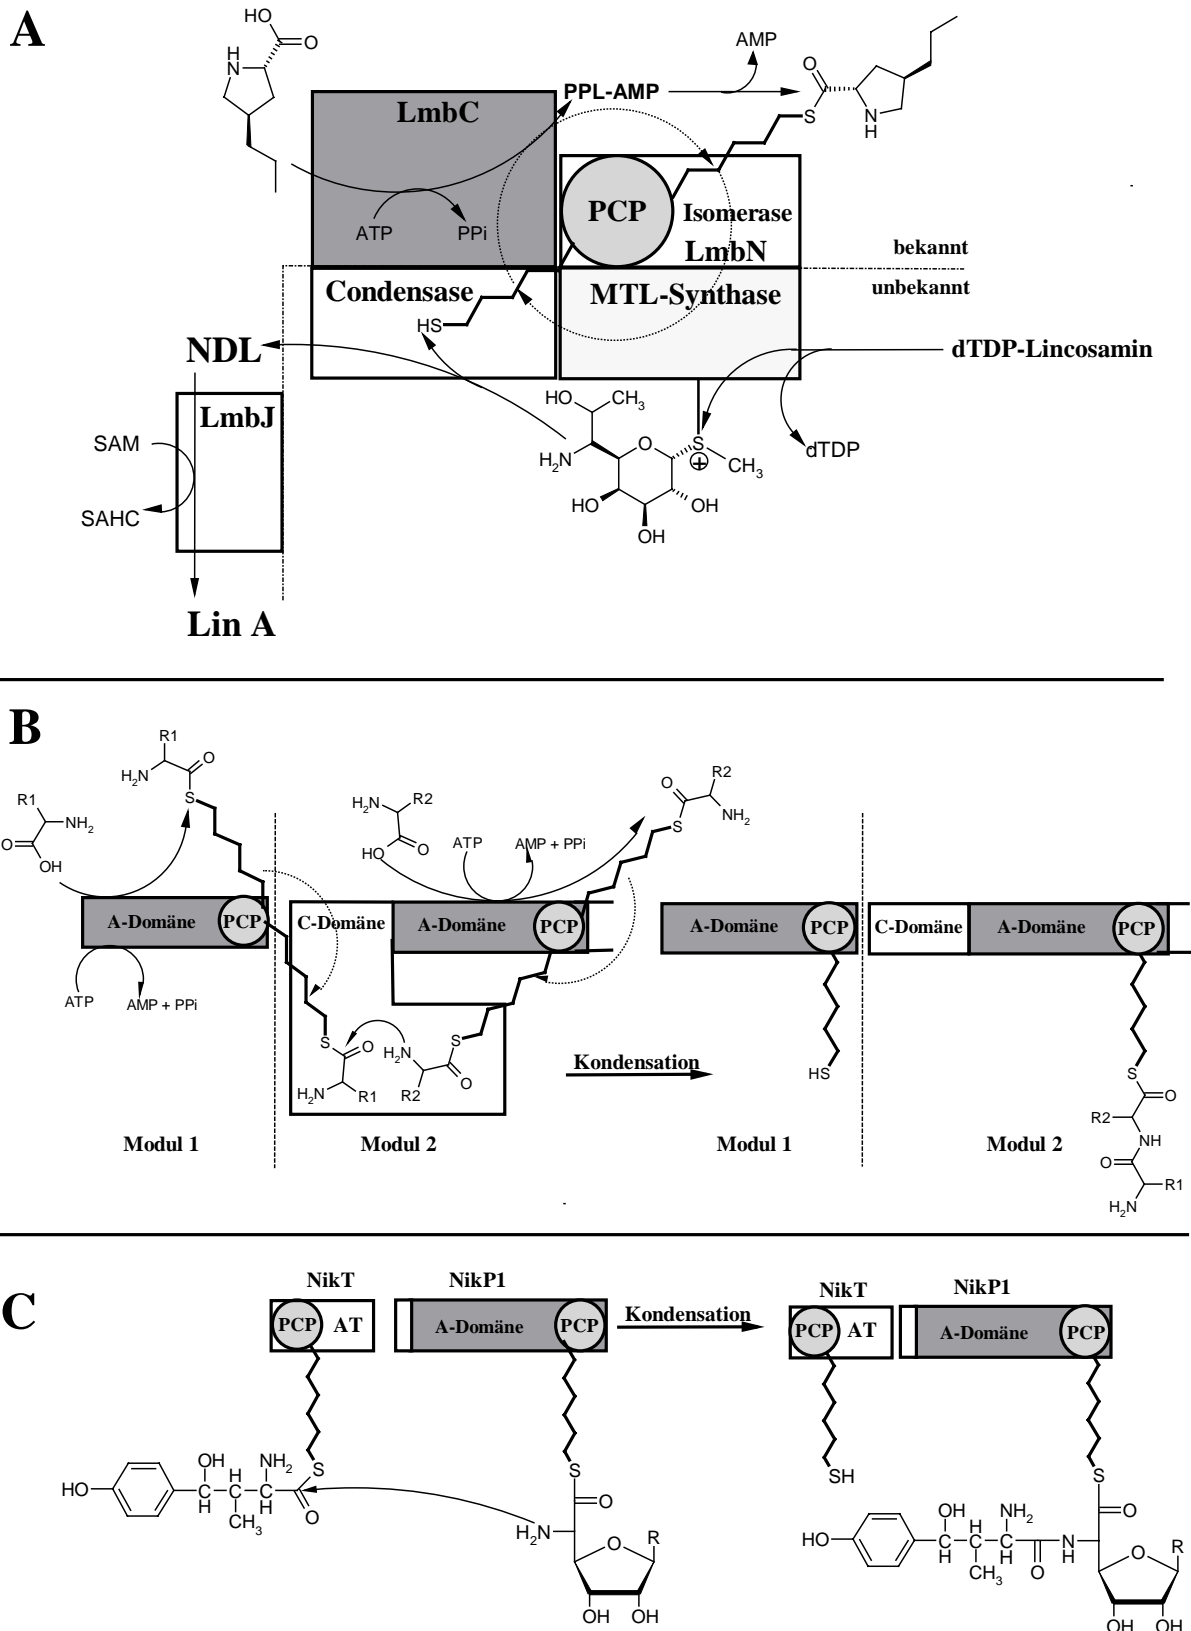 A
HO
O
HN
LmbC
ATP
PPi
PPL-AMP
AMP
O
S
N
H
PCP
Isomerase
LmbN
bekannt
unbekannt
Condensase
HS
MTL-Synthase
NDL
dTDP-Lincosamin
dTDP
LmbJ
SAM
SAHC
Lin A
HO
CH3
H2N
O
S
+
CH3
HO
OH
OH
B
R1
H2N
O
S
R1
NH2
O
OH
A-Domäne
PCP
ATP
AMP + PPi
H2N
R2
HO
O
ATP
AMP + PPi
O
R2
S
NH2
C-Domäne
A-Domäne
PCP
S
O
H2N
R1
H2N
S
R2
O
Kondensation
A-Domäne
PCP
HS
C-Domäne
A-Domäne
PCP
S
O
R2
NH
O
R1
H2N
Modul 1
Modul 2
Modul 1
Modul 2
C
NikT
NikP1
PCP
AT
A-Domäne
PCP
Kondensation
NikT
NikP1
PCP
AT
A-Domäne
PCP
HO
OH
H
NH2
S
C
C
C
C
H
H
CH3
O
S
O
H2N
O
R
OH
OH
SH
S
O
HO
OH
H
NH2
C
C
C
C
N
H
H
H
CH3
O
O
R
OH
OH